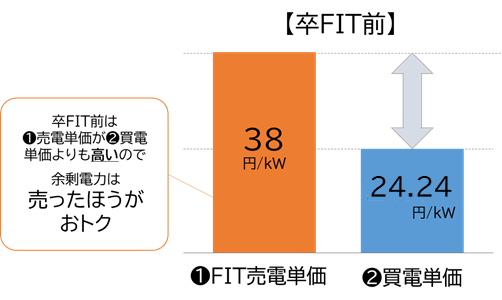 【卒FIT前】
卒FIT前は
❶売電単価が❷買電
単価よりも高いので
余剰電力は
売ったほうが
おトク
38
円/kW
24.24
円/kW
❶FIT売電単価
❷買電単価